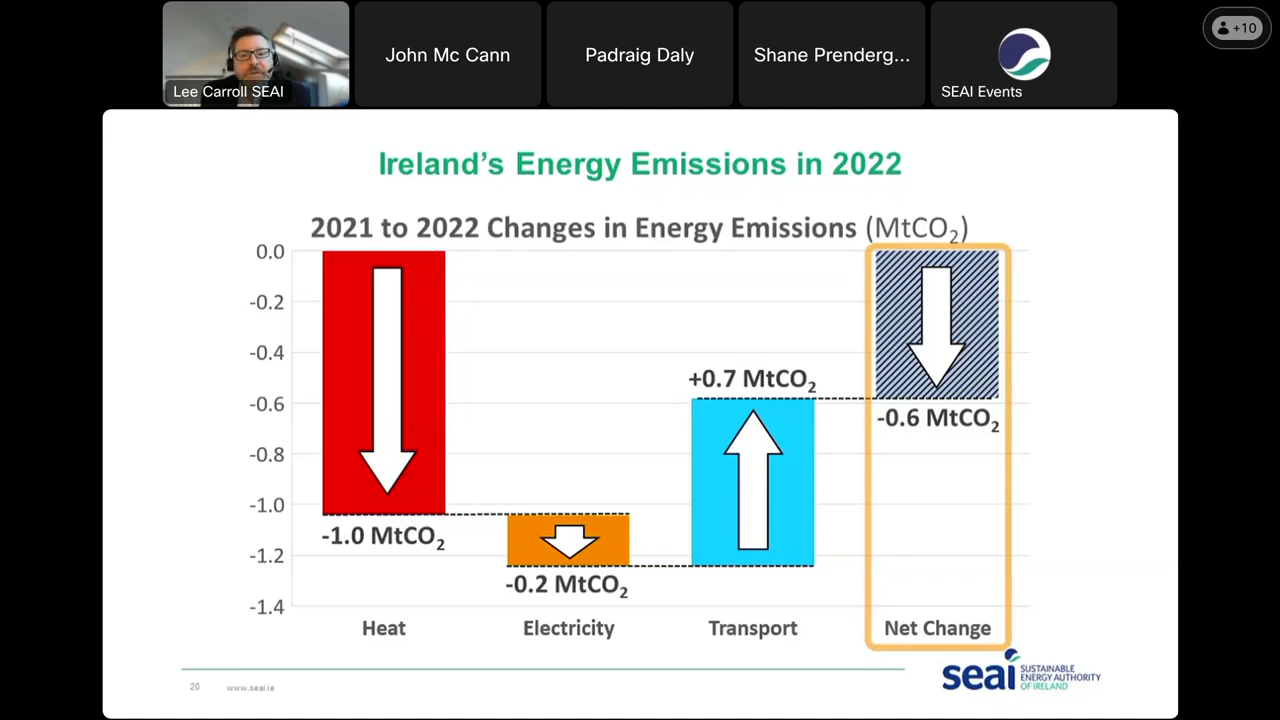 +10
Lee Carroll SEAI
John Mc Cann
Padraig Daly
Shane Prenderg...
SEAI Events
Ireland's Energy Emissions in 2022
2021 to 2022 Changes in Energy Emissions (MtCO₂)
0.0
-0.2
-0.4
-0.6
-0.8
-1.0
-1.2
-1.4
-1.0 MtCO₂
-0.2 MtCO₂
+0.7 MtCO₂
-0.6 MtCO₂
Heat
Electricity
Transport
Net Change
20
www.seai.ie
seai
SUSTAINABLE
ENERGY AUTHORITY
OF IRELAND